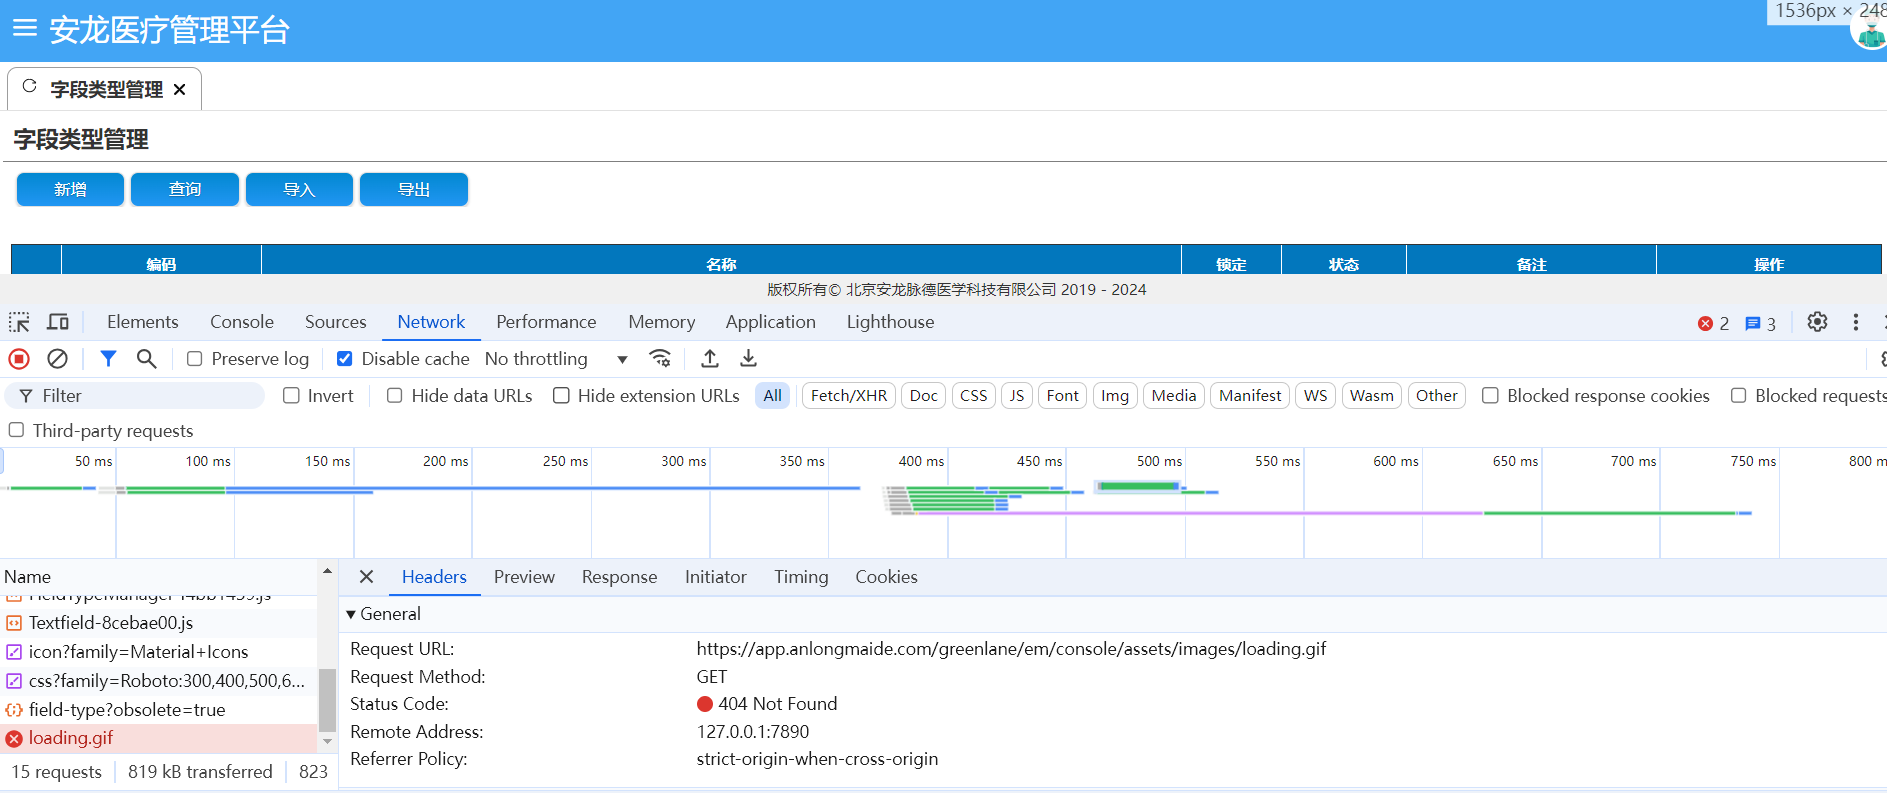 安龙医疗管理平台
1536px × 248
字段类型管理
字段类型管理
新增 查询 导入 导出
编码 名称 锁定 状态 备注 操作
版权所有© 北京安龙脉德医学科技有限公司 2019 - 2024
Elements Console Sources Network Performance Memory Application Lighthouse 2 3
Preserve log Disable cache No throttling
Filter Invert Hide data URLs Hide extension URLs All Fetch/XHR Doc CSS JS Font Img Media Manifest WS Wasm Other Blocked response cookies Blocked requests
Third-party requests
50 ms 100 ms 150 ms 200 ms 250 ms 300 ms 350 ms 400 ms 450 ms 500 ms 550 ms 600 ms 650 ms 700 ms 750 ms 800 m
Name
Headers Preview Response Initiator Timing Cookies
FieldTypeManager-f4bb1459.js
General
Textfield-8cebae00.js
icon?family=Material+Icons
css?family=Roboto:300,400,500,6...
field-type?obsolete=true
loading.gif
Request URL: https://app.anlongmaide.com/greenlane/em/console/assets/images/loading.gif
Request Method: GET
Status Code: 404 Not Found
Remote Address: 127.0.0.1:7890
Referrer Policy: strict-origin-when-cross-origin
15 requests 819 kB transferred 823